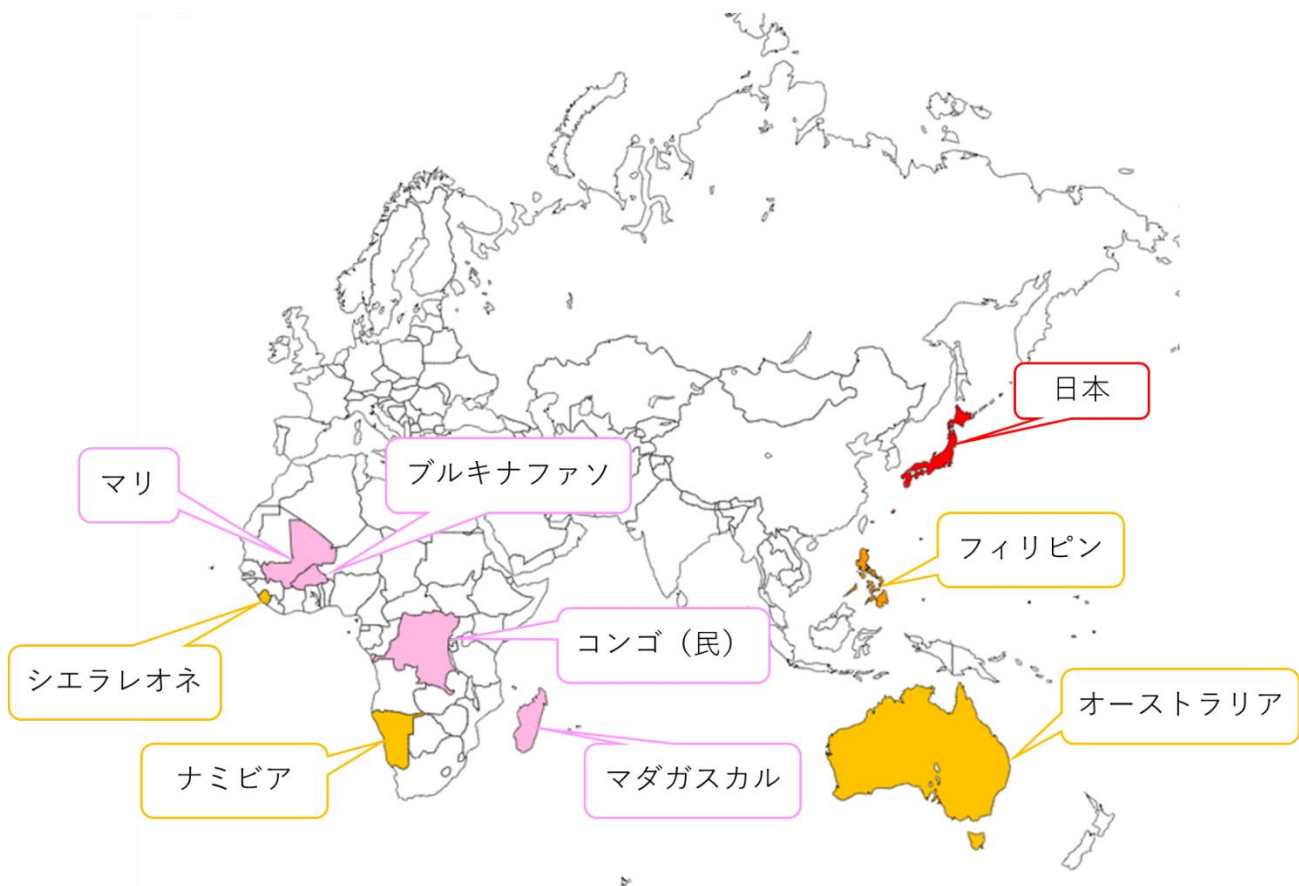 日本
ブルキナファソ
マリ
フィリピン
コンゴ（民）
シエラレオネ
オーストラリア
ナミビア
マダガスカル